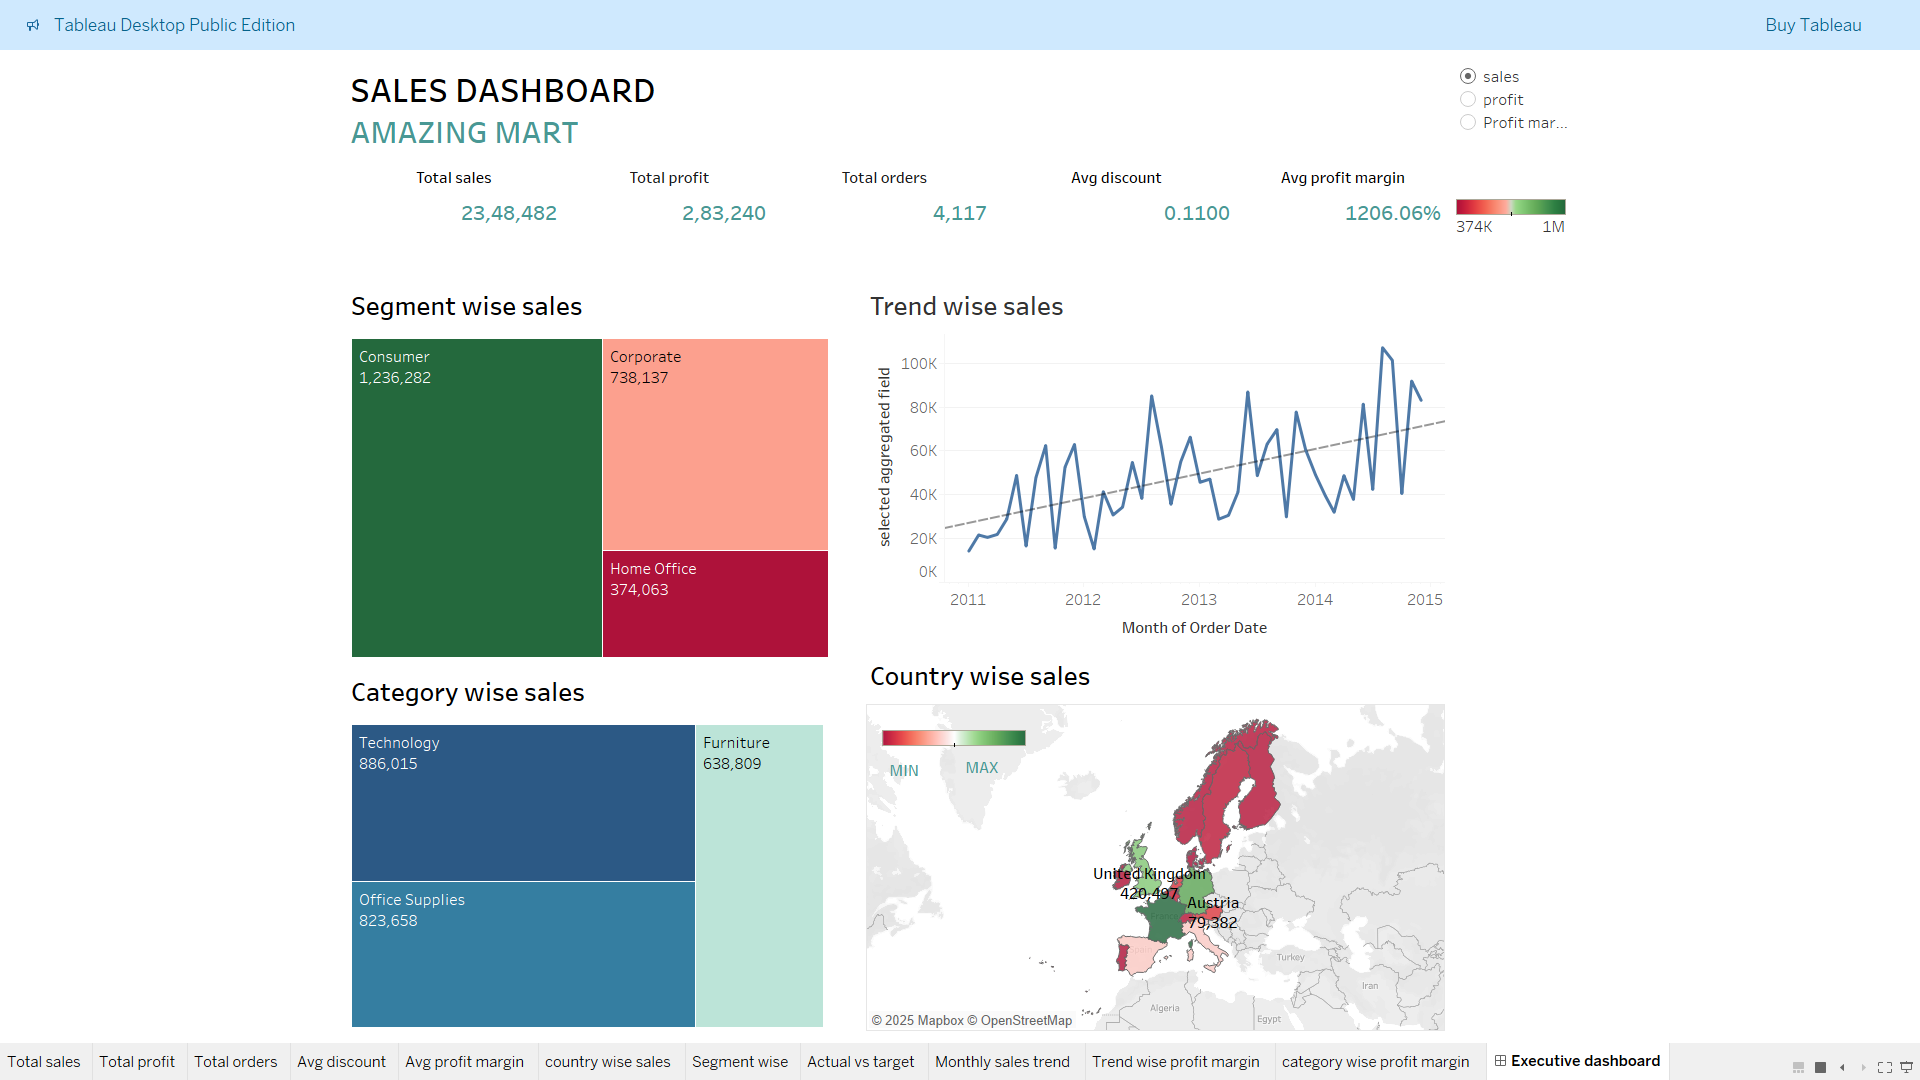 Tableau Desktop Public Edition
Buy Tableau
SALES DASHBOARD
AMAZING MART
sales
profit
Profit mar...
Total sales
23,48,482
Total profit
2,83,240
Total orders
4,117
Avg discount
0.1100
Avg profit margin
1206.06%
374K 1M
Segment wise sales
Consumer
1,236,282
Corporate
738,137
Home Office
374,063
Trend wise sales
selected aggregated field
100K
80K
60K
40K
20K
0K
2011 2012 2013 2014 2015
Month of Order Date
Category wise sales
Technology
886,015
Furniture
638,809
Office Supplies
823,658
Country wise sales
MIN MAX
United Kingdom
420,497
Austria
79,382
France
Turkey
Iran
Algeria
Egypt
© 2025 Mapbox © OpenStreetMap
Total sales Total profit Total orders Avg discount Avg profit margin country wise sales Segment wise Actual vs target Monthly sales trend Trend wise profit margin category wise profit margin Executive dashboard